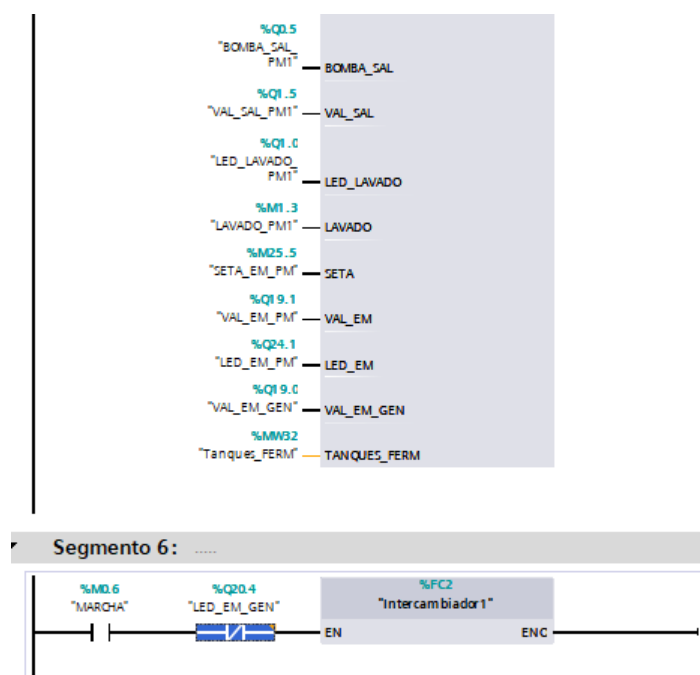 %Q0.5
"BOMBA_SAL_
PM1"
BOMBA_SAL
%Q1.5
"VAL_SAL_PM1"
VAL_SAL
%Q1.0
"LED_LAVADO_
PM1"
LED_LAVADO
%M1.3
"LAVADO_PM1"
LAVADO
%M25.5
"SETA_EM_PM"
SETA
%Q19.1
"VAL_EM_PM"
VAL_EM
%Q24.1
"LED_EM_PM"
LED_EM
%Q19.0
"VAL_EM_GEN"
VAL_EM_GEN
%MW32
"Tanques_FERM"
TANQUES_FERM
Segmento 6: .....
%M0.6
"MARCHA"
%Q20.4
"LED_EM_GEN"
%FC2
"Intercambiador1"
EN
ENO